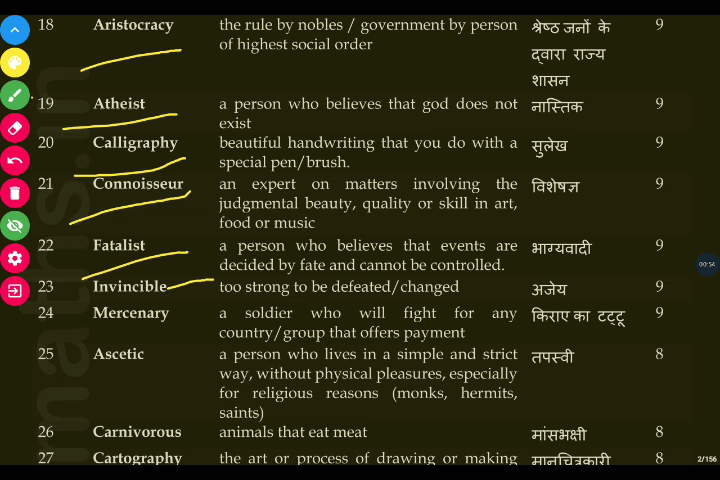 18 Aristocracy the rule by nobles / government by person श्रेष्ठ जनों के 9
of highest social order द्वारा राज्य
शासन
19 Atheist a person who believes that god does not नास्तिक 9
exist
20 Calligraphy beautiful handwriting that you do with a सुलेख 9
special pen/brush.
21 Connoisseur an expert on matters involving the विशेषज्ञ 9
judgmental beauty, quality or skill in art,
food or music
22 Fatalist a person who believes that events are भाग्यवादी 9
decided by fate and cannot be controlled.
00:54
23 Invincible too strong to be defeated/changed अजेय 9
24 Mercenary a soldier who will fight for any किराए का टट्टू 9
country/group that offers payment
25 Ascetic a person who lives in a simple and strict तपस्वी 8
way, without physical pleasures, especially
for religious reasons (monks, hermits,
saints)
26 Carnivorous animals that eat meat मांसभक्षी 8
27 Cartography the art or process of drawing or making मानचित्रकारी 8
2/156
maths.in